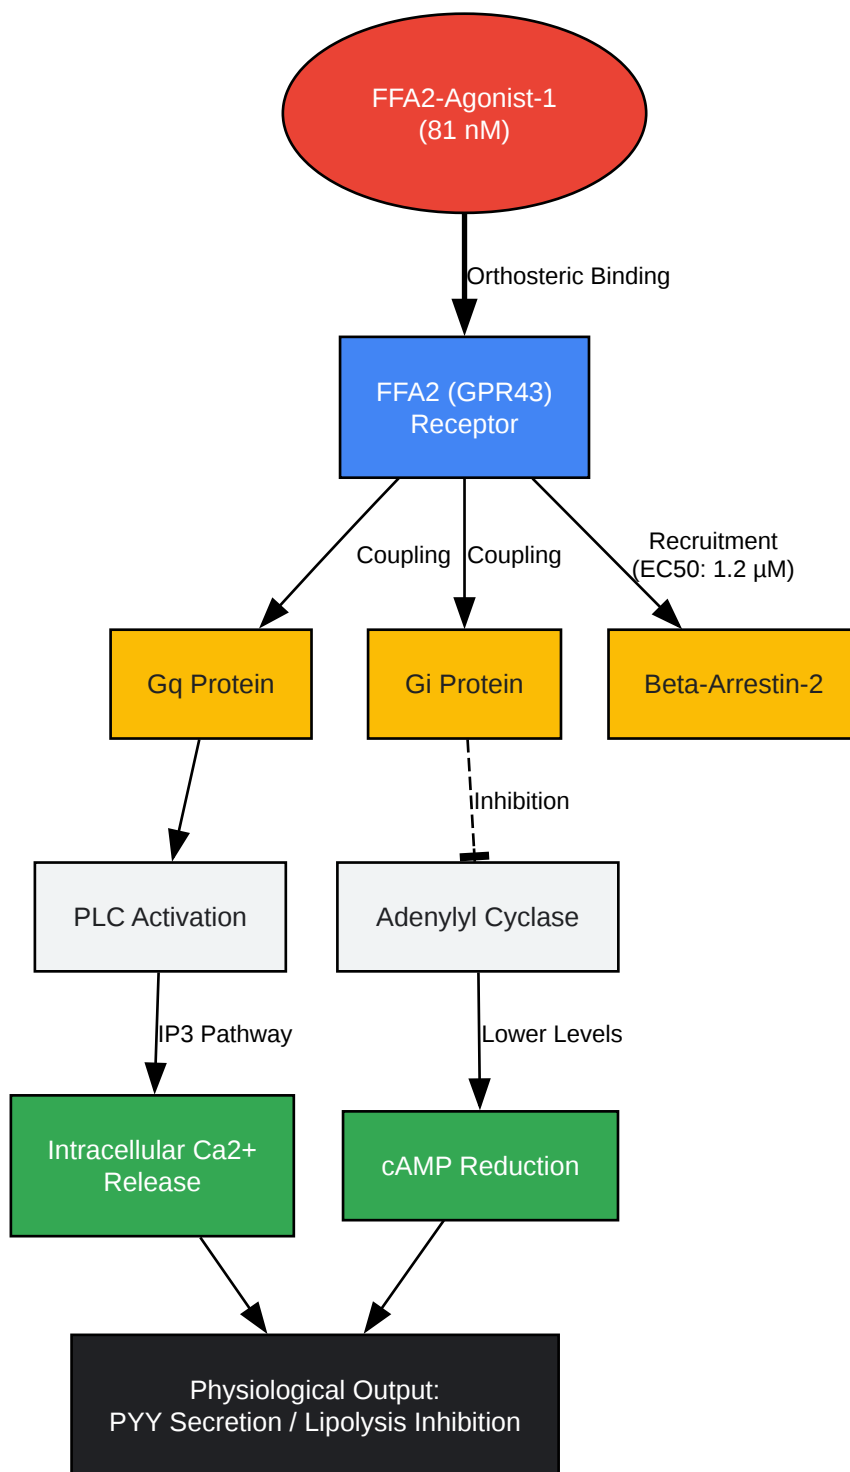 FFA2-Agonist-1
(81 nM)
Orthosteric Binding
FFA2 (GPR43)
Receptor
Coupling
Coupling
Recruitment
(EC50: 1.2 µM)
Gq Protein
Gi Protein
Beta-Arrestin-2
Inhibition
PLC Activation
Adenylyl Cyclase
IP3 Pathway
Lower Levels
Intracellular Ca2+
Release
cAMP Reduction
Physiological Output:
PYY Secretion / Lipolysis Inhibition